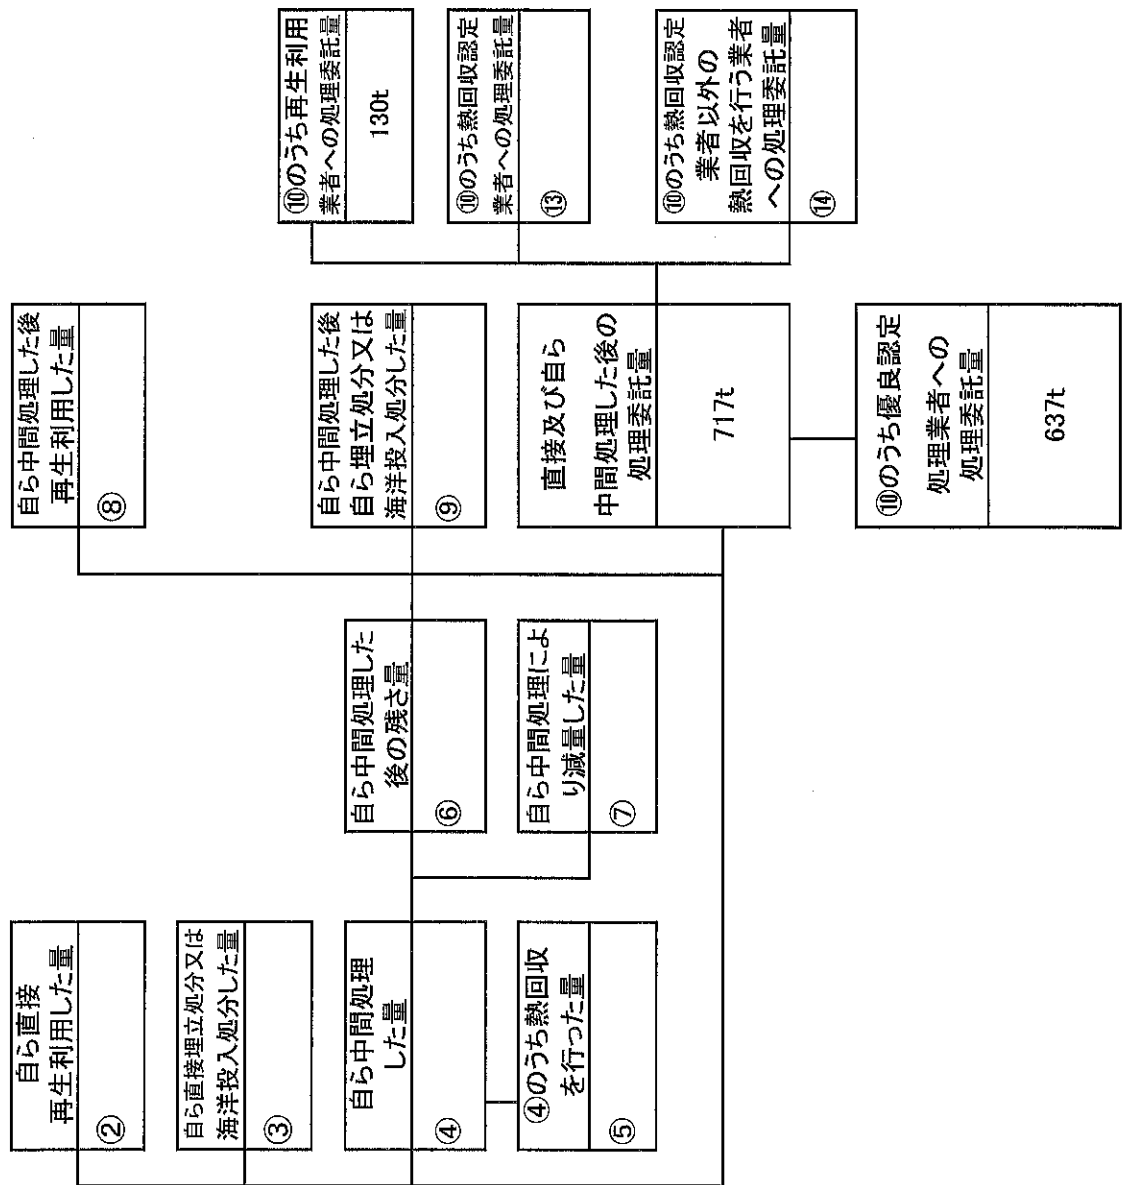 自ら直接
再生利用した量
②
自ら直接埋立処分又は
海洋投入処分した量
③
自ら中間処理
した量
④
④のうち熱回収
を行った量
⑤
自ら中間処理した
後の残さ量
⑥
自ら中間処理によ
り減量した量
⑦
自ら中間処理した後
再生利用した量
⑧
自ら中間処理した後
自ら埋立処分又は
海洋投入処分した量
⑨
直接及び自ら
中間処理した後の
処理委託量
717t
⑩のうち優良認定
処理業者への
処理委託量
637t
⑩のうち再生利用
業者への処理委託量
130t
⑩のうち熱回収認定
業者への処理委託量
⑬
⑩のうち熱回収認定
業者以外の
熱回収を行う業者
への処理委託量
⑭